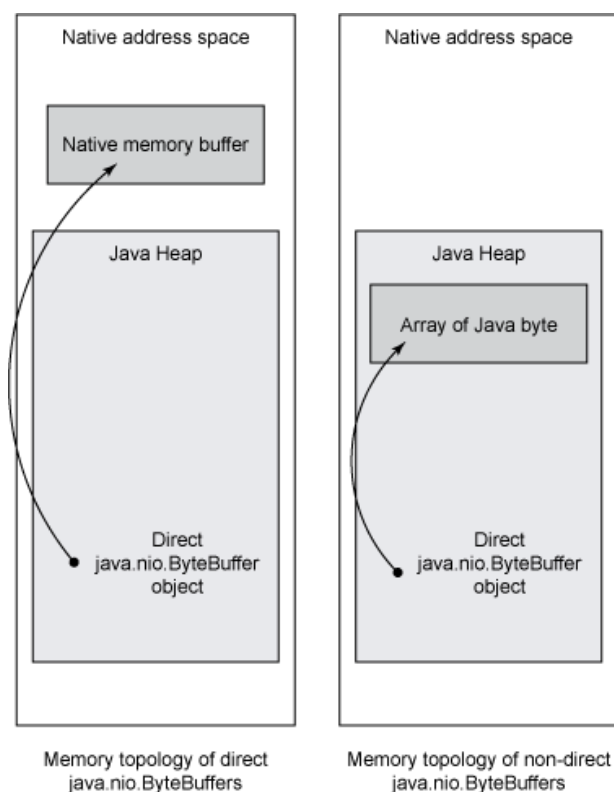 Native address space
Native memory buffer
Java Heap
Direct
java.nio.ByteBuffer
object
Memory topology of direct
java.nio.ByteBuffers
Native address space
Java Heap
Array of Java byte
Direct
java.nio.ByteBuffer
object
Memory topology of non-direct
java.nio.ByteBuffers